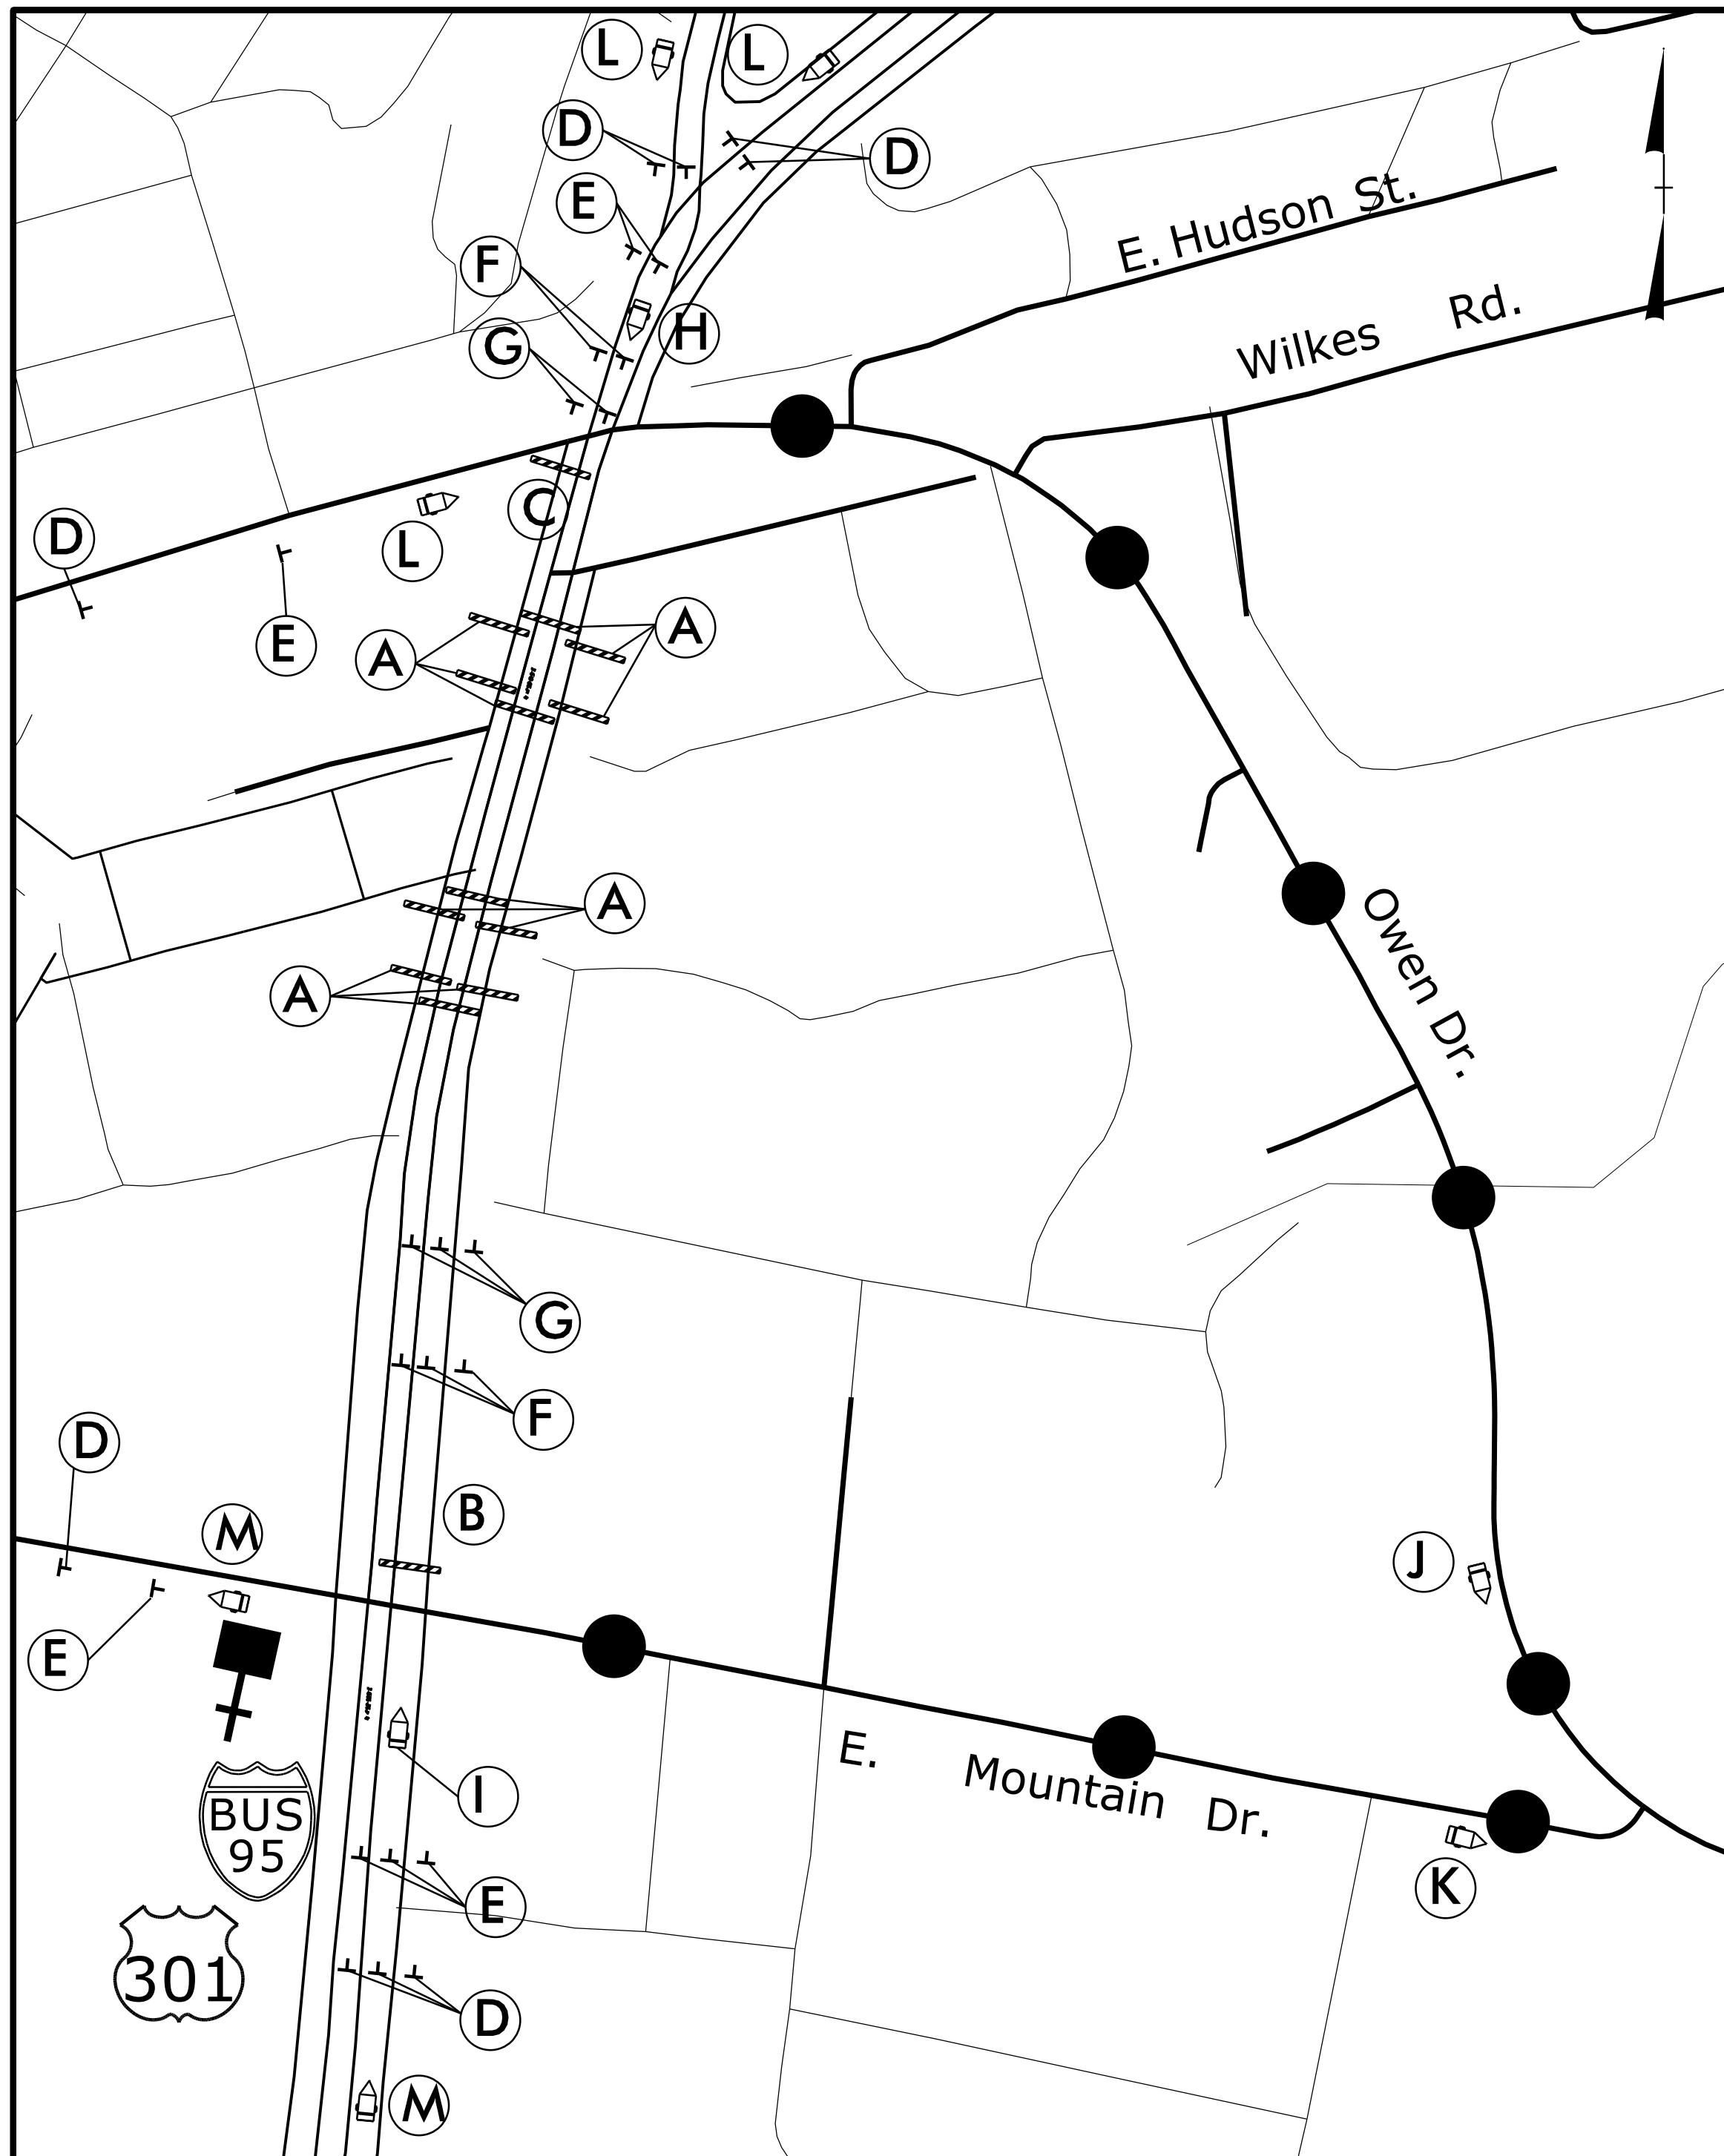 L
L
D
D
E
F
H
G
E. Hudson St.
Wilkes Rd.
C
L
D
E
A
A
A
A
Owen Dr.
G
F
D
M
B
J
E
E. Mountain Dr.
I
BUS
95
K
E
301
D
M